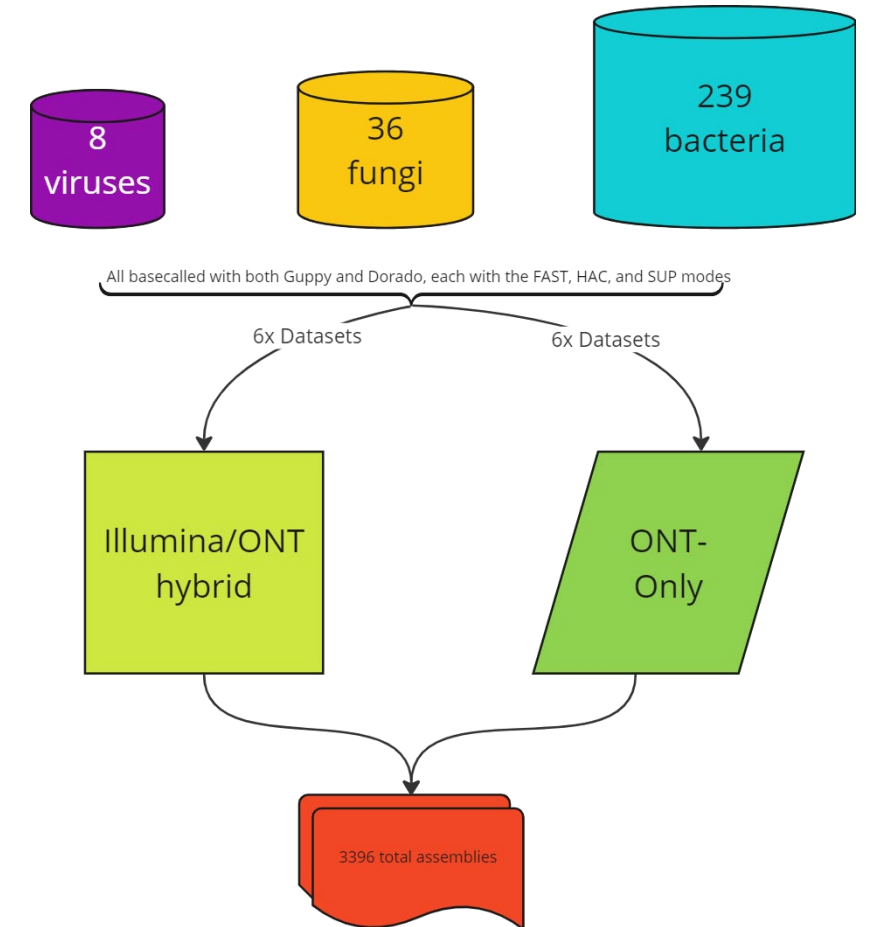 8
viruses
36
fungi
239
bacteria
All basecalled with both Guppy and Dorado, each with the FAST, HAC, and SUP modes
6x Datasets
6x Datasets
Illumina/ONT
hybrid
ONT-
Only
3396 total assemblies